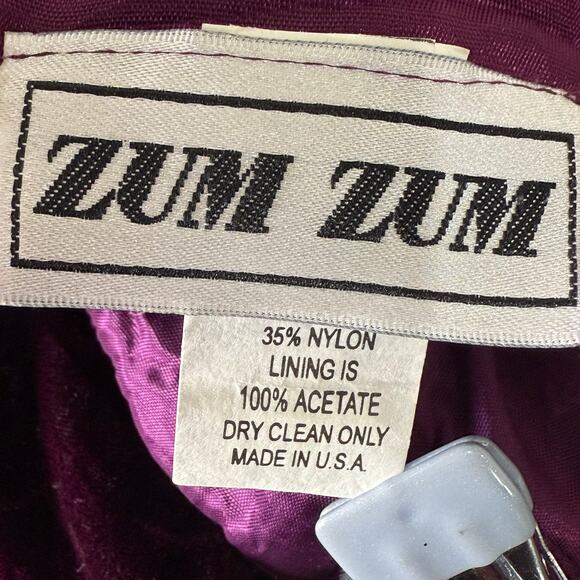 ZUM ZUM
35% NYLON
LINING IS
100% ACETATE
DRY CLEAN ONLY
MADE IN U.S.A.